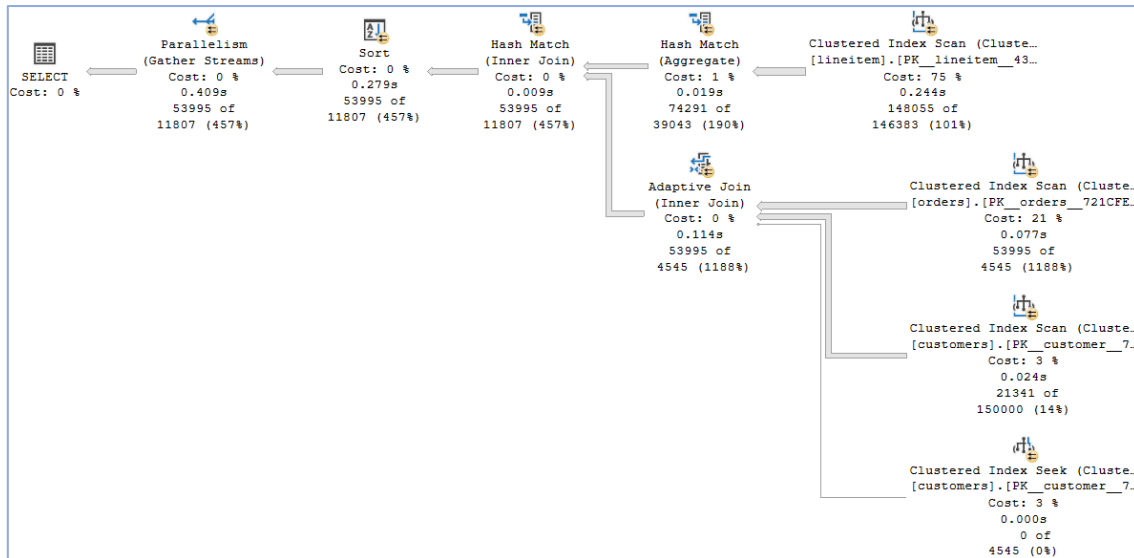 SELECT
Cost: 0 %
Parallelism
(Gather Streams)
Cost: 0 %
0.409s
53995 of
11807 (457%)
Sort
Cost: 0 %
0.279s
53995 of
11807 (457%)
Hash Match
(Inner Join)
Cost: 0 %
0.009s
53995 of
11807 (457%)
Hash Match
(Aggregate)
Cost: 1 %
0.019s
74291 of
39043 (190%)
Clustered Index Scan (Cluste…
[lineitem].[PK__lineitem__43…
Cost: 75 %
0.244s
148055 of
146383 (101%)
Adaptive Join
(Inner Join)
Cost: 0 %
0.114s
53995 of
4545 (1188%)
Clustered Index Scan (Cluste…
[orders].[PK__orders__721CFE…
Cost: 21 %
0.077s
53995 of
4545 (1188%)
Clustered Index Scan (Cluste…
[customers].[PK__customer__7…
Cost: 3 %
0.024s
21341 of
150000 (14%)
Clustered Index Seek (Cluste…
[customers].[PK__customer__7…
Cost: 3 %
0.000s
0 of
4545 (0%)